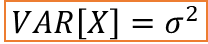 VAR[X] = σ²